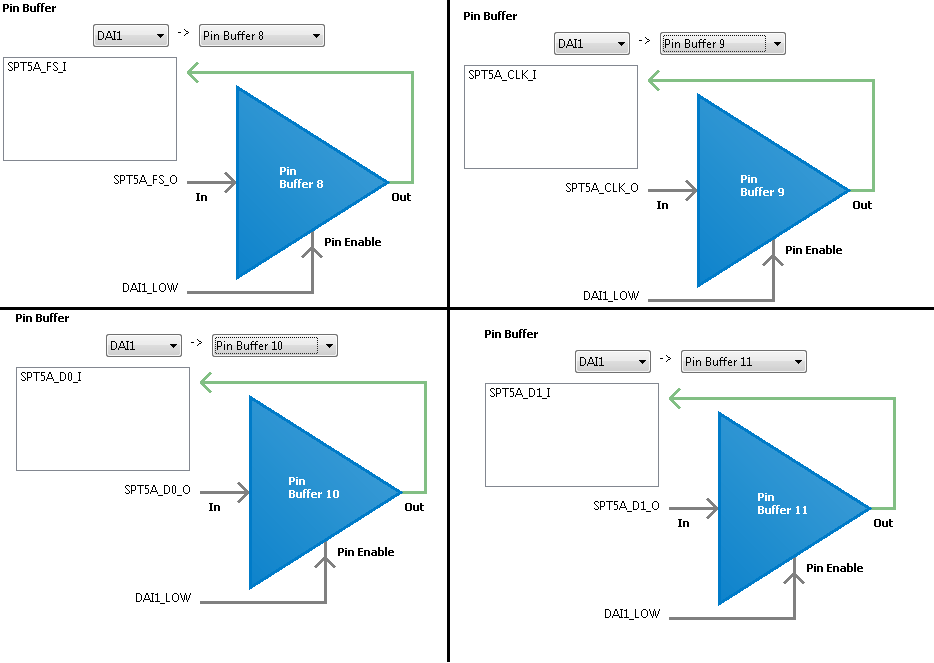 Pin Buffer
DAI1 -> Pin Buffer 8
SPT5A_FS_I
Pin
Buffer 8
SPT5A_FS_O
In
Out
Pin Enable
DAI1_LOW
Pin Buffer
DAI1 -> Pin Buffer 9
SPT5A_CLK_I
Pin
Buffer 9
SPT5A_CLK_O
In
Out
Pin Enable
DAI1_LOW
Pin Buffer
DAI1 -> Pin Buffer 10
SPT5A_D0_I
Pin
Buffer 10
SPT5A_D0_O
In
Out
Pin Enable
DAI1_LOW
Pin Buffer
DAI1 -> Pin Buffer 11
SPT5A_D1_I
Pin
Buffer 11
SPT5A_D1_O
In
Out
Pin Enable
DAI1_LOW